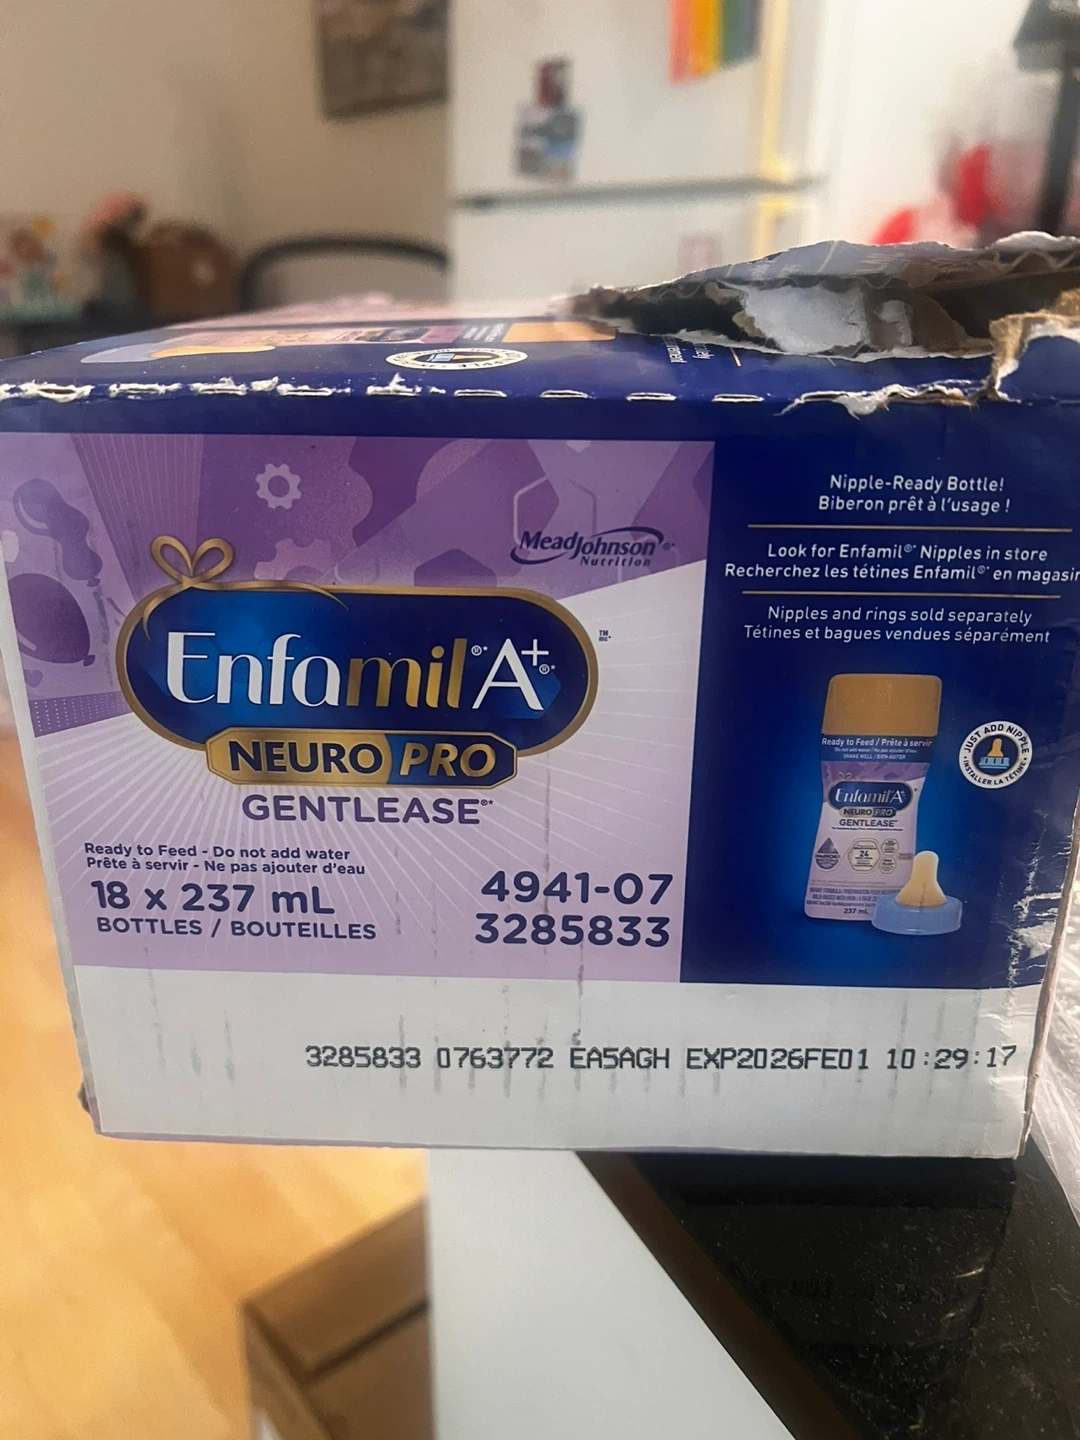 MeadJohnson
Nutrition
Enfamil A+
NEURO PRO
GENTLEASE
Ready to Feed - Do not add water
Prête à servir - Ne pas ajouter d'eau
18 x 237 mL
BOTTLES / BOUTEILLES
4941-07
3285833
Nipple-Ready Bottle!
Biberon prêt à l'usage !
Look for Enfamil®* Nipples in store
Recherchez les tétines Enfamil®* en magasin
Nipples and rings sold separately
Tétines et bagues vendues séparément
Ready to Feed / Prête à servir
Enfamil A+
NEURO PRO
GENTLEASE
24
237 mL
JUST ADD NIPPLE
INSTALLER LA TÉTINE
3285833 0763772 EA5AGH EXP2026FE01 10:29:17